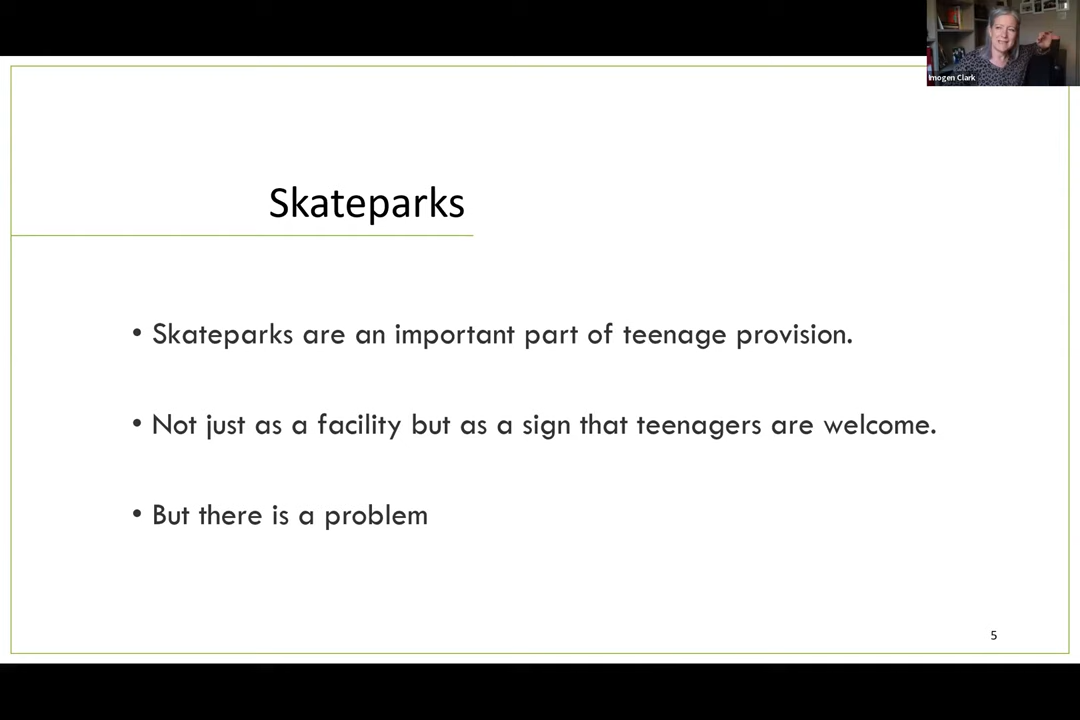 Imogen Clark
Skateparks
• Skateparks are an important part of teenage provision.
• Not just as a facility but as a sign that teenagers are welcome.
• But there is a problem
5